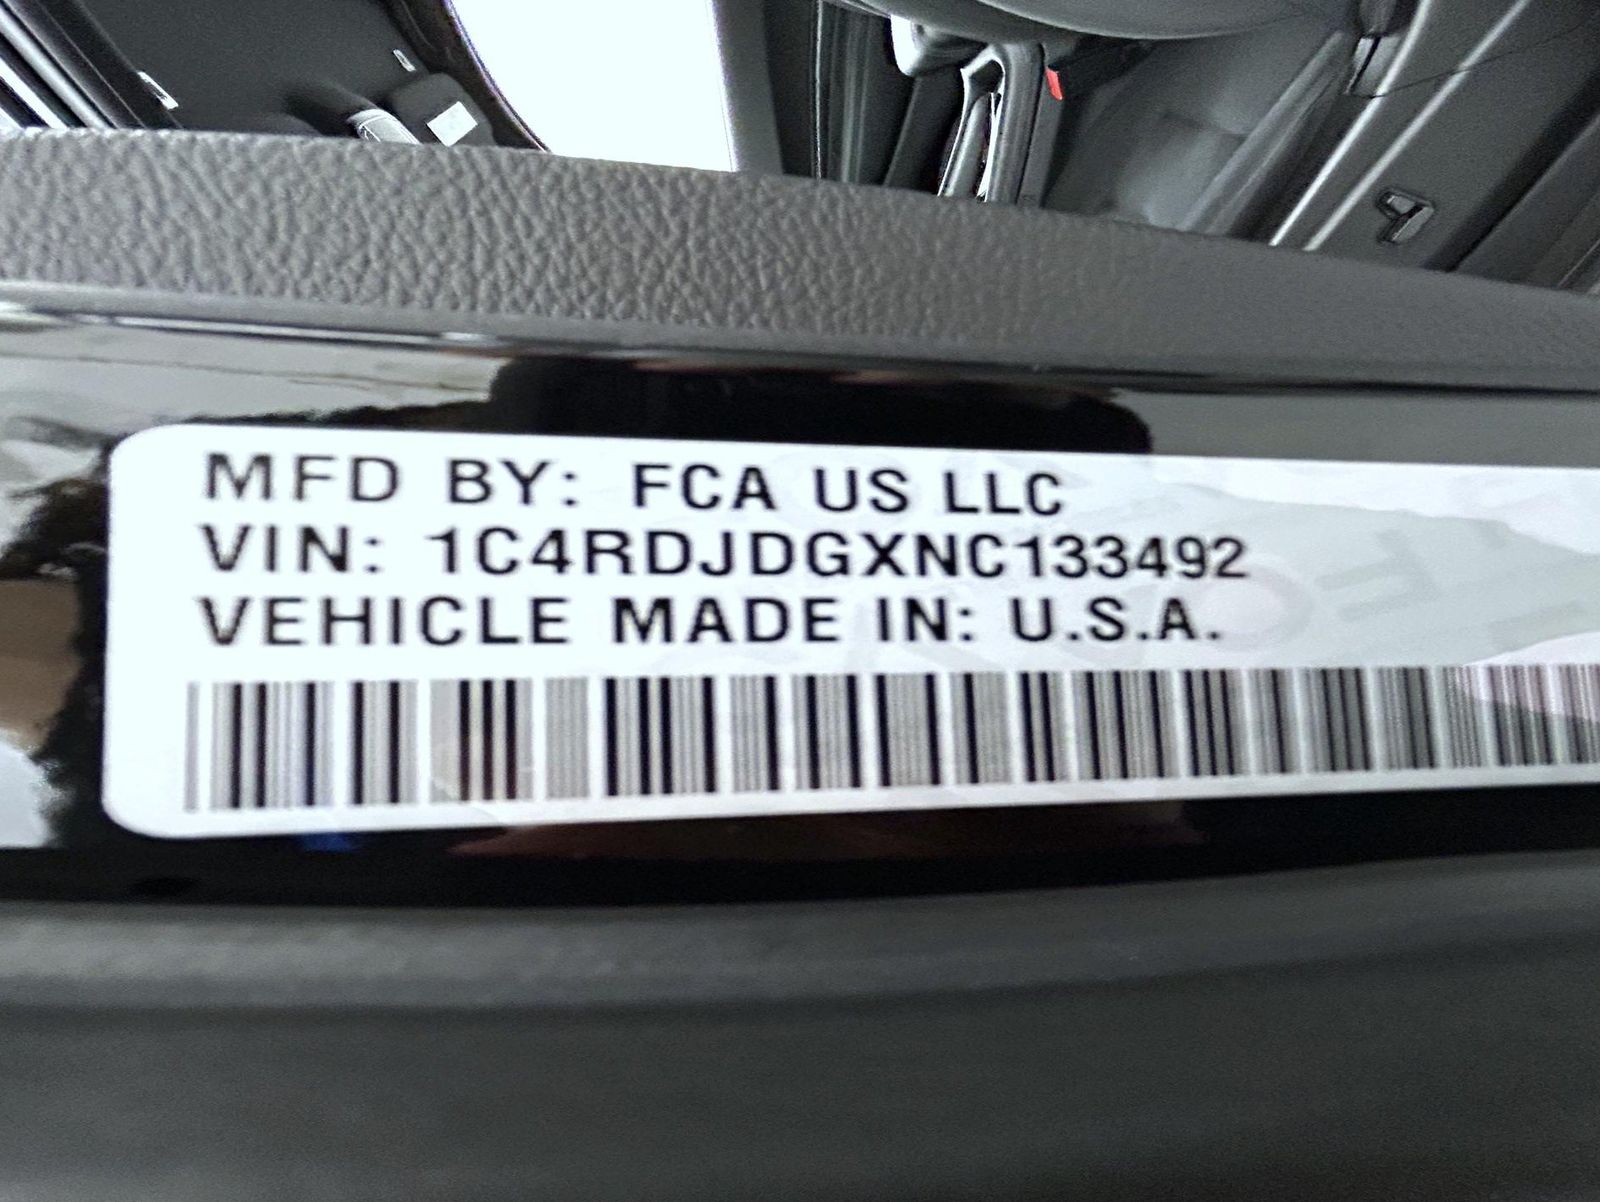 MFD BY: FCA US LLC
VIN: 1C4RDJDGXNC133492
VEHICLE MADE IN: U.S.A.